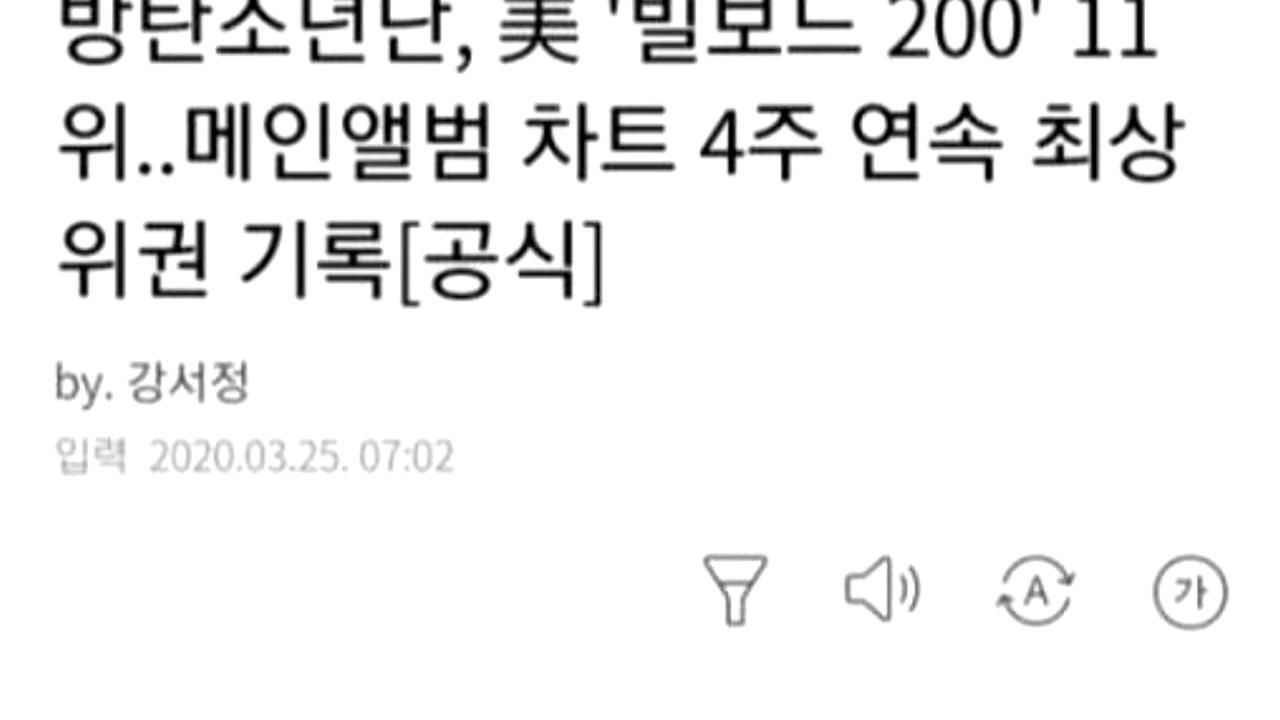 방탄소년단, 美 '빌보드 200' 11
위..메인앨범 차트 4주 연속 최상
위권 기록[공식]
by. 강서정
입력 2020.03.25. 07:02
A
가